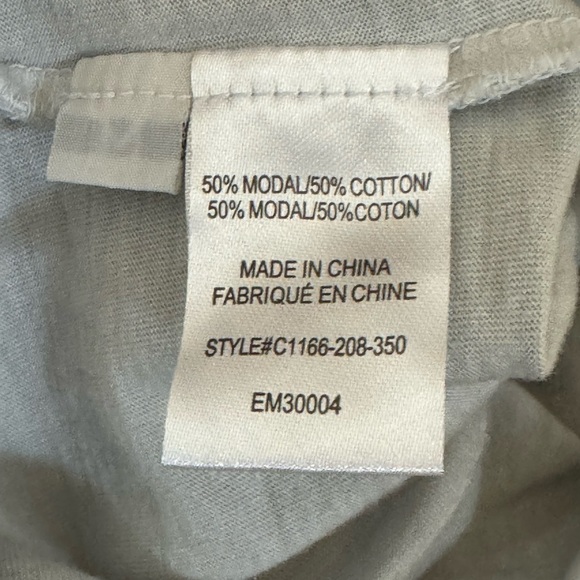 50% MODAL/50% COTTON/
50% MODAL/50%COTON
MADE IN CHINA
FABRIQUÉ EN CHINE
STYLE#C1166-208-350
EM30004